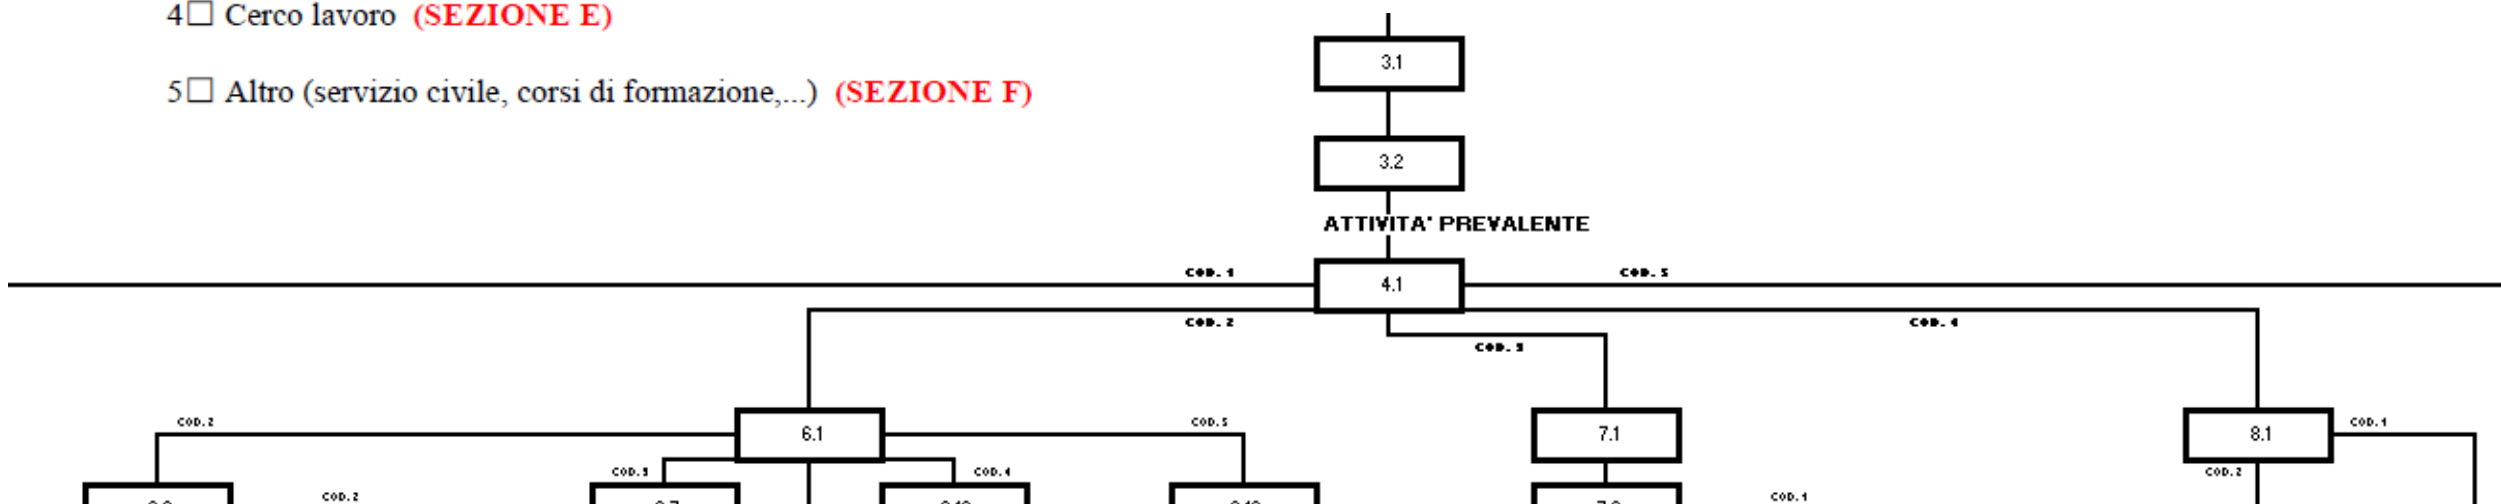 4☐ Cerco lavoro (SEZIONE E)
5☐ Altro (servizio civile, corsi di formazione,...) (SEZIONE F)
3.1
3.2
ATTIVITA' PREVALENTE
COD. 1
4.1
COD. 5
COD. 2
COD. 3
COD. 4
COD.2
6.1
COD.5
7.1
8.1
COD.1
COD.3
COD.4
COD.2
COD.2
COD.1